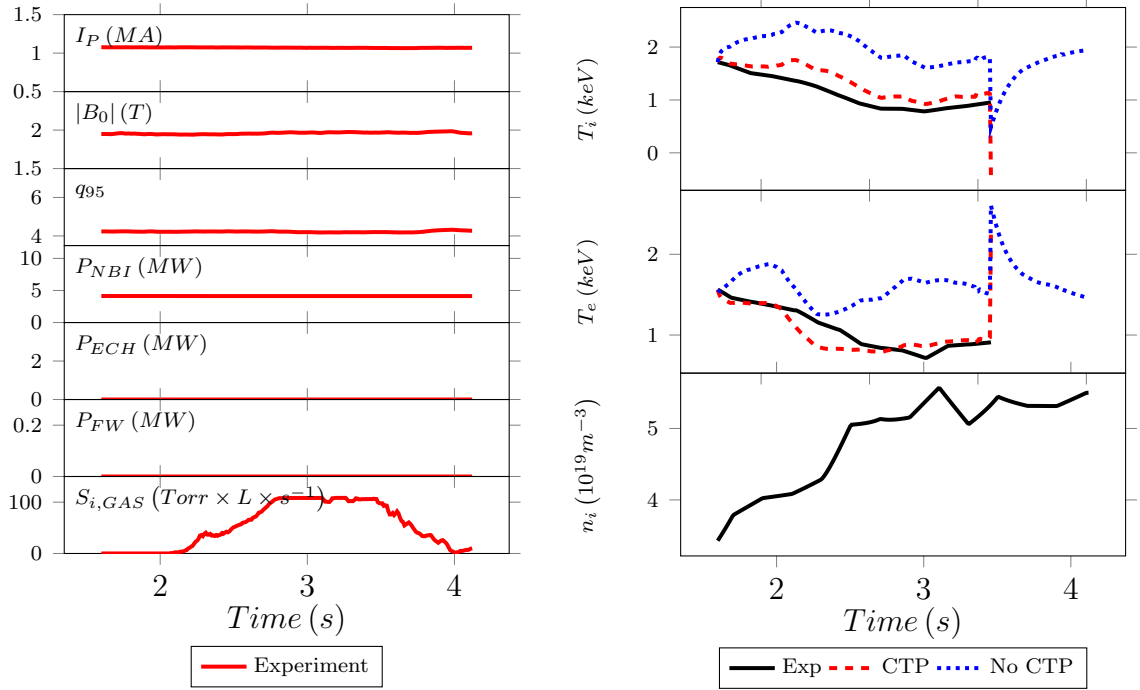 1.5
I_P (MA)
1
0.5
|B_0| (T)
2
1.5
q_95
6
4
P_NBI (MW)
10
5
0
P_ECH (MW)
2
0
P_FW (MW)
0.2
0
S_i,GAS (Torr × L × s^−1)
100
0
2 3 4
Time (s)
Experiment
T_i (keV)
2
1
0
T_e (keV)
2
1
n_i (10^19 m^−3)
5
4
2 3 4
Time (s)
Exp CTP No CTP